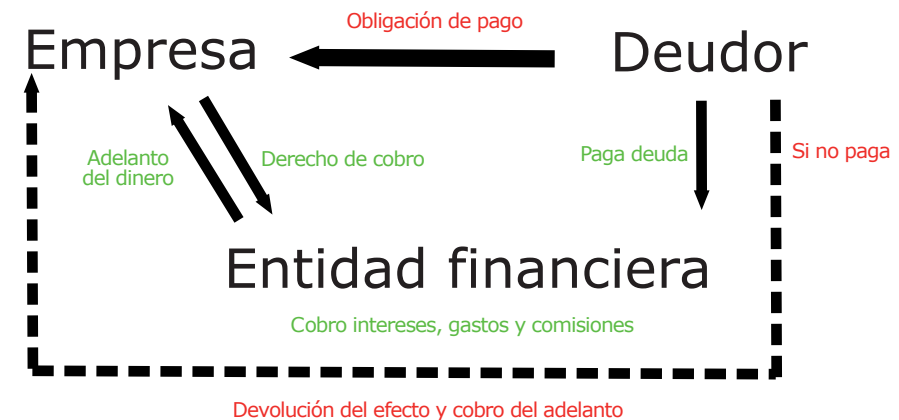 Obligación de pago
Empresa
Deudor
Adelanto
del dinero
Derecho de cobro
Paga deuda
Si no paga
Entidad financiera
Cobro intereses, gastos y comisiones
Devolución del efecto y cobro del adelanto